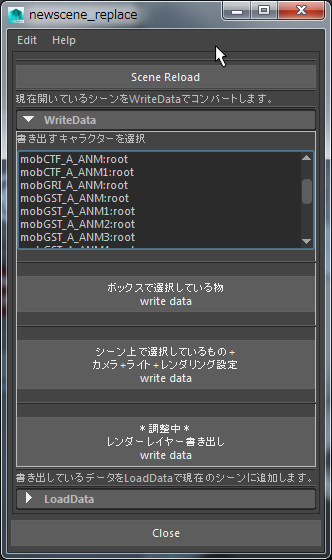 newscene_replace
Edit Help
Scene Reload
現在開いているシーンをWriteDataでコンバートします。
WriteData
書き出すキャラクターを選択
mobCTF_A_ANM:root
mobCTF_A_ANM1:root
mobGRI_A_ANM:root
mobGST_A_ANM:root
mobGST_A_ANM1:root
mobGST_A_ANM2:root
mobGST_A_ANM3:root
ボックスで選択している物
write data
シーン上で選択しているもの+
カメラ+ライト+レンダリング設定
write data
*調整中*
レンダーレイヤー書き出し
write data
書き出しているデータをLoadDataで現在のシーンに追加します。
LoadData
Close